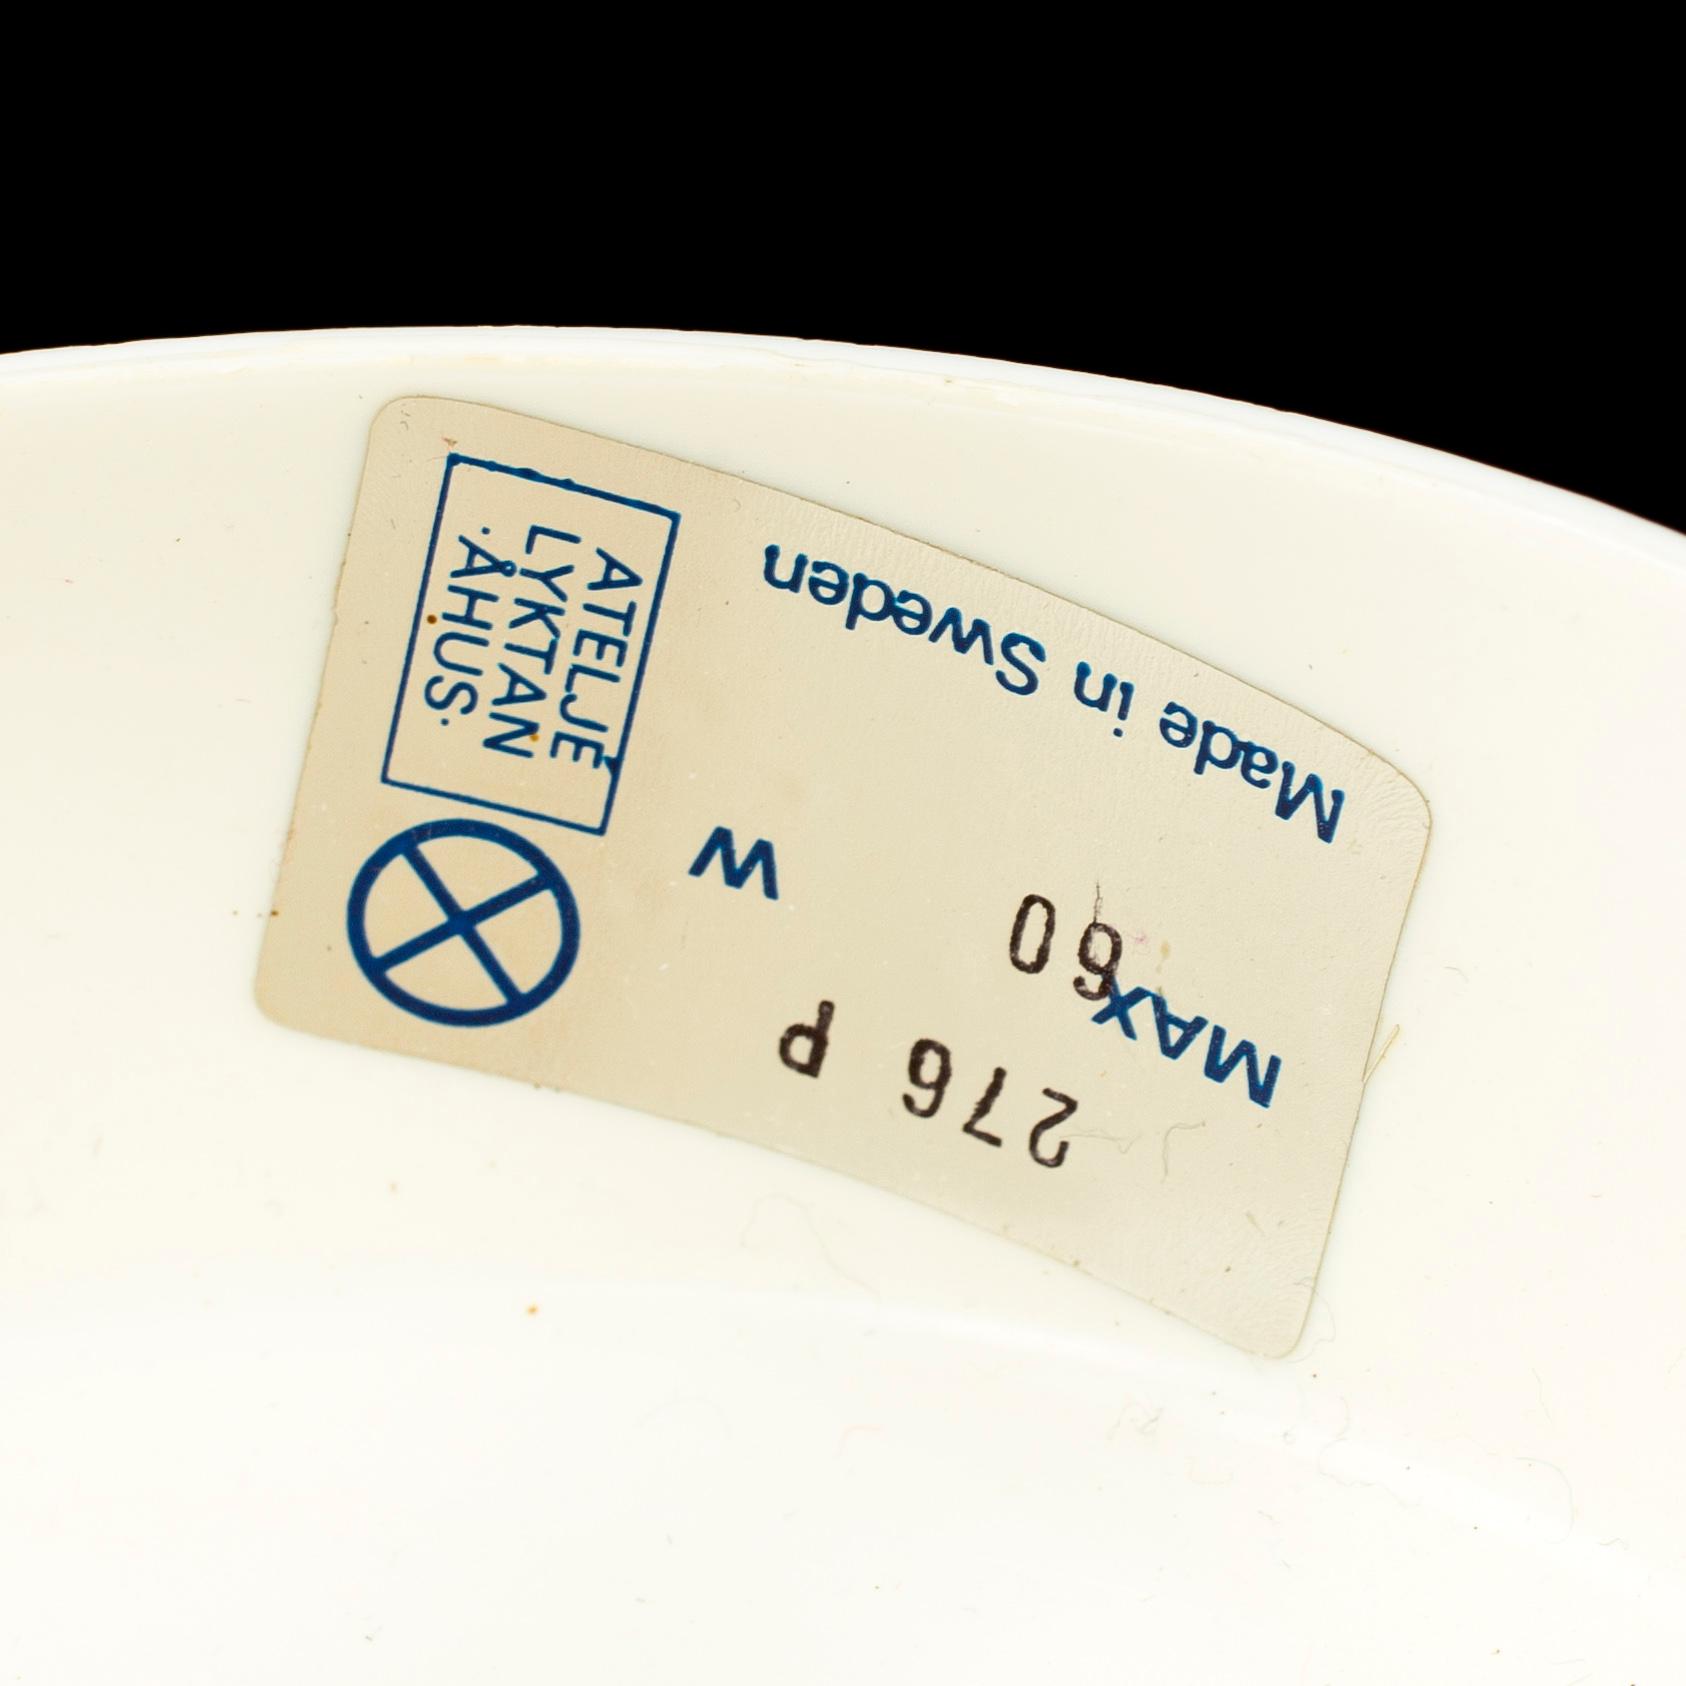 276 P
MAX 60 W
Made in Sweden
ATELJÉ
LYKTAN
·ÅHUS·